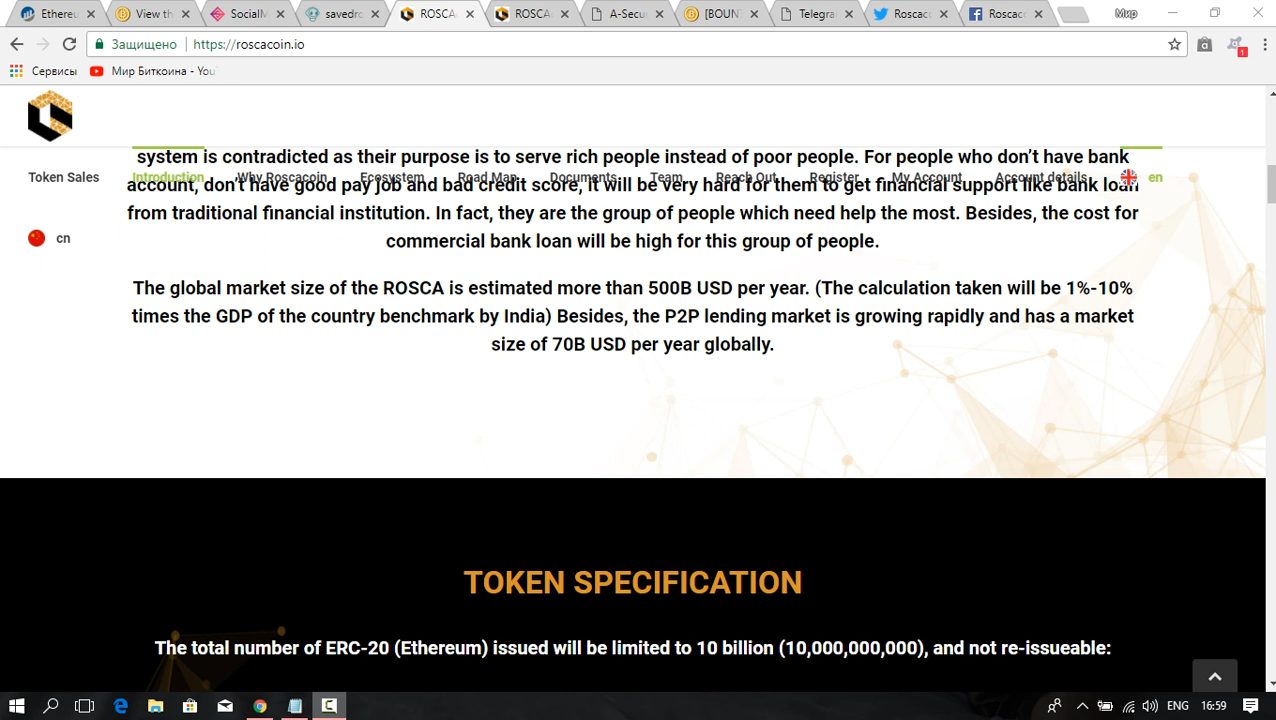 Ethereu
View th
SocialM
savedrc
ROSCA
ROSCA
A-Secu
[BOUN
Telegra
Roscac
Roscac
Мир
Защищено
https://roscacoin.io
1
Сервисы
Мир Биткоина - You
system is contradicted as their purpose is to serve rich people instead of poor people. For people who don't have bank
Token Sales Introduction Why Roscacoin Ecosystem Road Map Documents Team Reach Out Register My Account Account details en
account, don't have good pay job and bad credit score, it will be very hard for them to get financial support like bank loan
from traditional financial institution. In fact, they are the group of people which need help the most. Besides, the cost for
cn
commercial bank loan will be high for this group of people.
The global market size of the ROSCA is estimated more than 500B USD per year. (The calculation taken will be 1%-10%
times the GDP of the country benchmark by India) Besides, the P2P lending market is growing rapidly and has a market
size of 70B USD per year globally.
TOKEN SPECIFICATION
The total number of ERC-20 (Ethereum) issued will be limited to 10 billion (10,000,000,000), and not re-issueable:
ENG 16:59